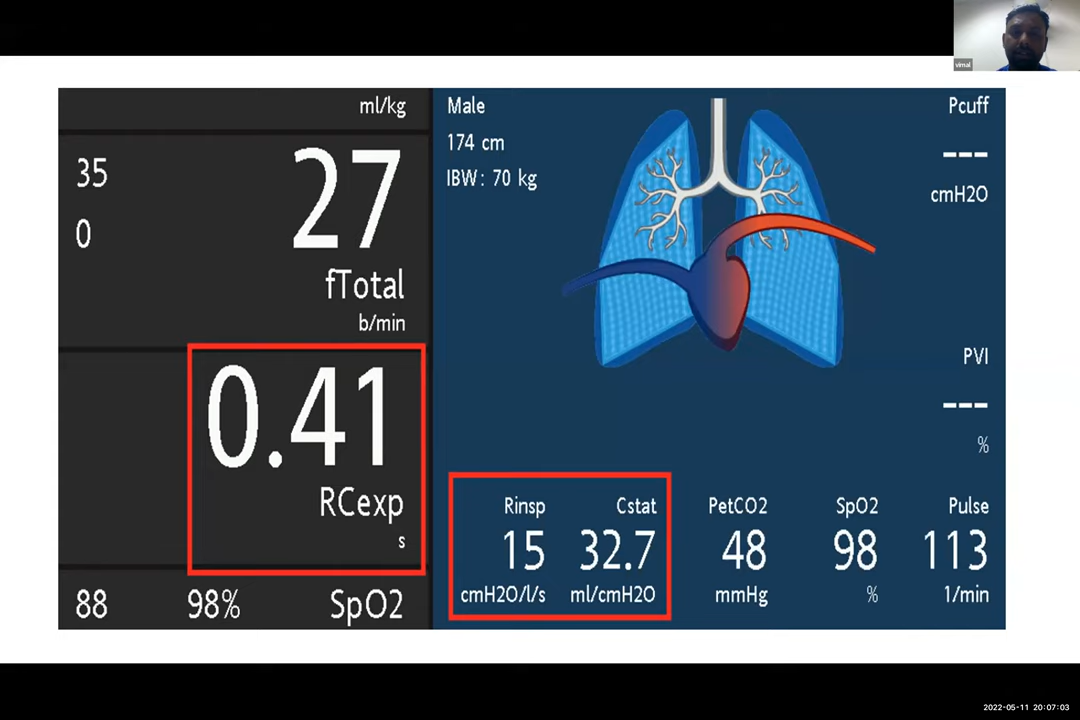 vimal
ml/kg
35
27
0
fTotal
b/min
0.41
RCexp
s
88 98% SpO2
Male
174 cm
IBW: 70 kg
Pcuff
---
cmH2O
PVI
---
%
Rinsp Cstat PetCO2 SpO2 Pulse
15 32.7 48 98 113
cmH2O/l/s ml/cmH2O mmHg % 1/min
2022-05-11 20:07:03